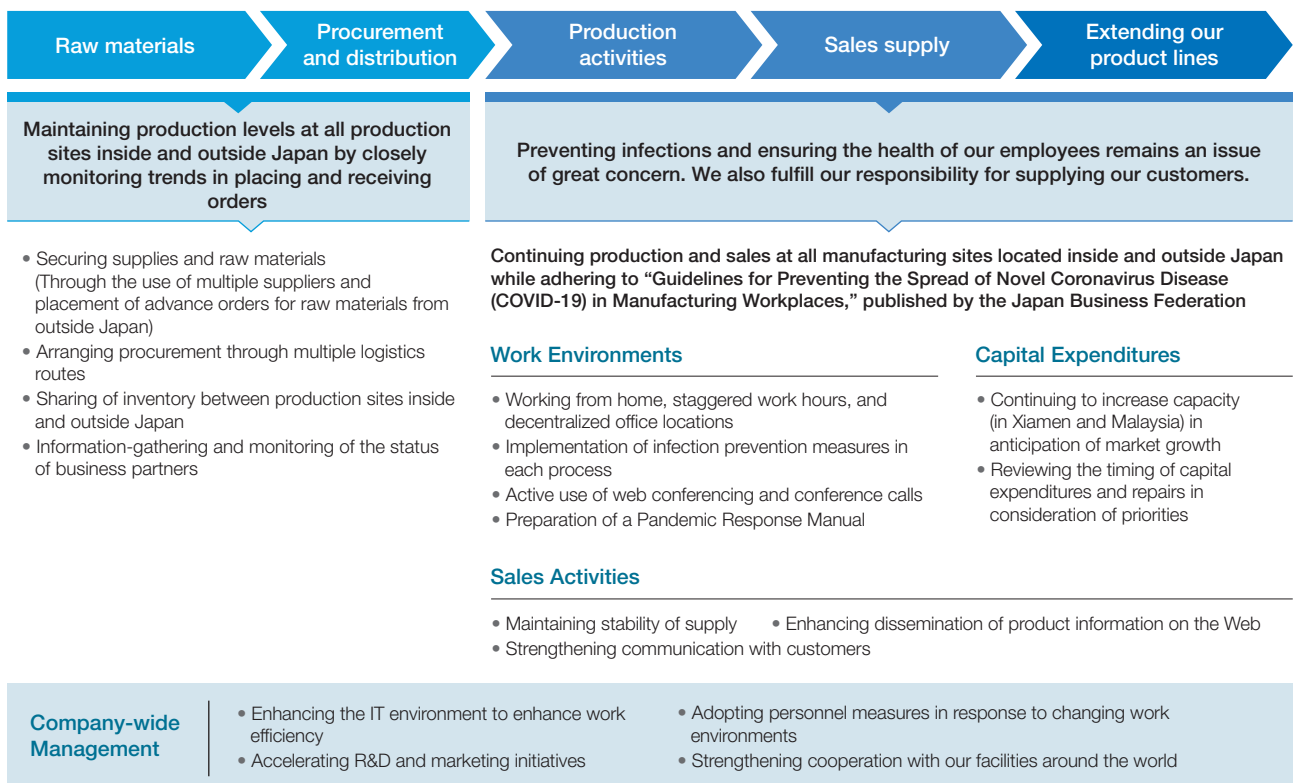 Raw materials
Procurement
and distribution
Production
activities
Sales supply
Extending our
product lines
Maintaining production levels at all production
sites inside and outside Japan by closely
monitoring trends in placing and receiving
orders
• Securing supplies and raw materials
(Through the use of multiple suppliers and
placement of advance orders for raw materials from
outside Japan)
• Arranging procurement through multiple logistics
routes
• Sharing of inventory between production sites inside
and outside Japan
• Information-gathering and monitoring of the status
of business partners
Preventing infections and ensuring the health of our employees remains an issue
of great concern. We also fulfill our responsibility for supplying our customers.
Continuing production and sales at all manufacturing sites located inside and outside Japan
while adhering to “Guidelines for Preventing the Spread of Novel Coronavirus Disease
(COVID-19) in Manufacturing Workplaces,” published by the Japan Business Federation
Work Environments
• Working from home, staggered work hours, and
decentralized office locations
• Implementation of infection prevention measures in
each process
• Active use of web conferencing and conference calls
• Preparation of a Pandemic Response Manual
Capital Expenditures
• Continuing to increase capacity
(in Xiamen and Malaysia) in
anticipation of market growth
• Reviewing the timing of capital
expenditures and repairs in
consideration of priorities
Sales Activities
• Maintaining stability of supply • Enhancing dissemination of product information on the Web
• Strengthening communication with customers
Company-wide
Management
• Enhancing the IT environment to enhance work
efficiency
• Accelerating R&D and marketing initiatives
• Adopting personnel measures in response to changing work
environments
• Strengthening cooperation with our facilities around the world